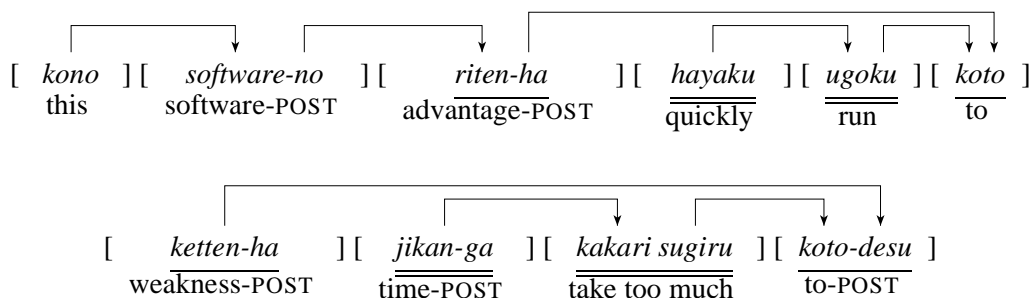 [ kono ] [ software-no ] [ riten-ha ] [ hayaku ] [ ugoku ] [ koto ]
this software-POST advantage-POST quickly run to
[ ketten-ha ] [ jikan-ga ] [ kakari sugiru ] [ koto-desu ]
weakness-POST time-POST take too much to-POST